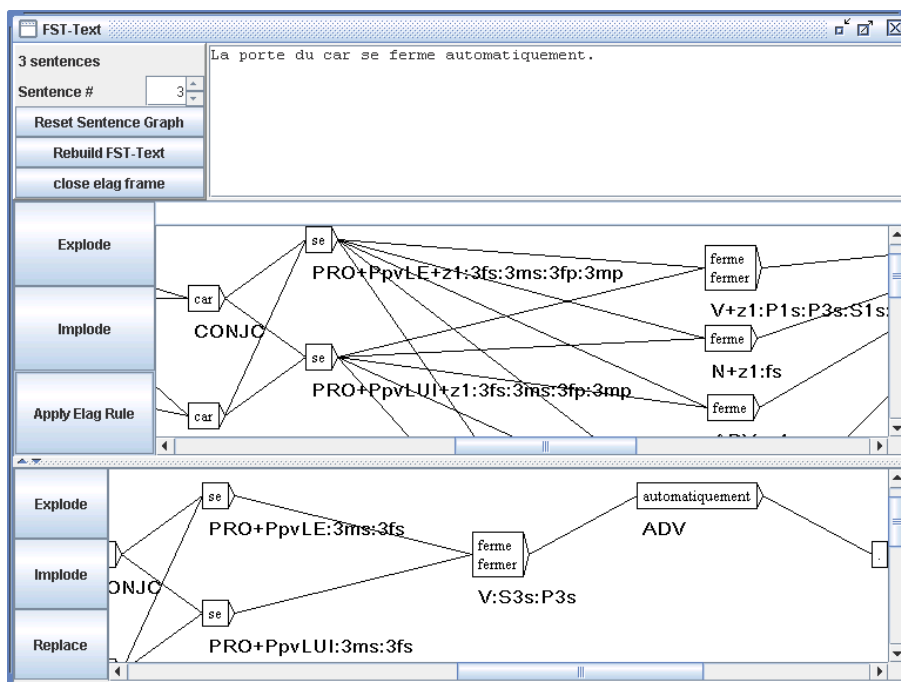 FST-Text
3 sentences
Sentence #
3
Reset Sentence Graph
Rebuild FST-Text
close elag frame
La porte du car se ferme automatiquement.
Explode
Implode
Apply Elag Rule
car
CONJC
car
se
PRO+PpvLE+z1:3fs:3ms:3fp:3mp
se
PRO+PpvLUI+z1:3fs:3ms:3fp:3mp
ferme
fermer
V+z1:P1s:P3s:S1s:
ferme
N+z1:fs
ferme
Explode
Implode
Replace
ONJC
se
PRO+PpvLE:3ms:3fs
se
PRO+PpvLUI:3ms:3fs
ferme
fermer
V:S3s:P3s
automatiquement
ADV
.